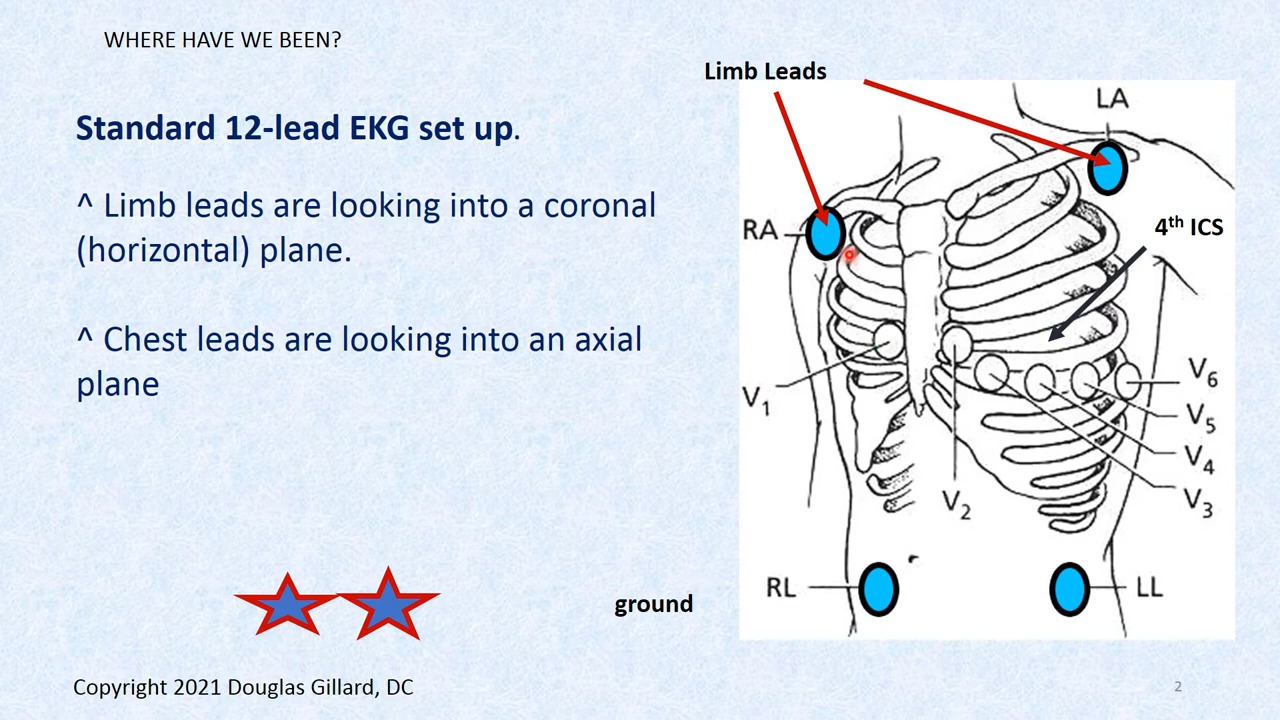 WHERE HAVE WE BEEN?
Standard 12-lead EKG set up.
^ Limb leads are looking into a coronal
(horizontal) plane.
^ Chest leads are looking into an axial
plane
Limb Leads
LA
RA
4th ICS
V1
V6
V5
V4
V3
V2
RL
LL
ground
Copyright 2021 Douglas Gillard, DC
2